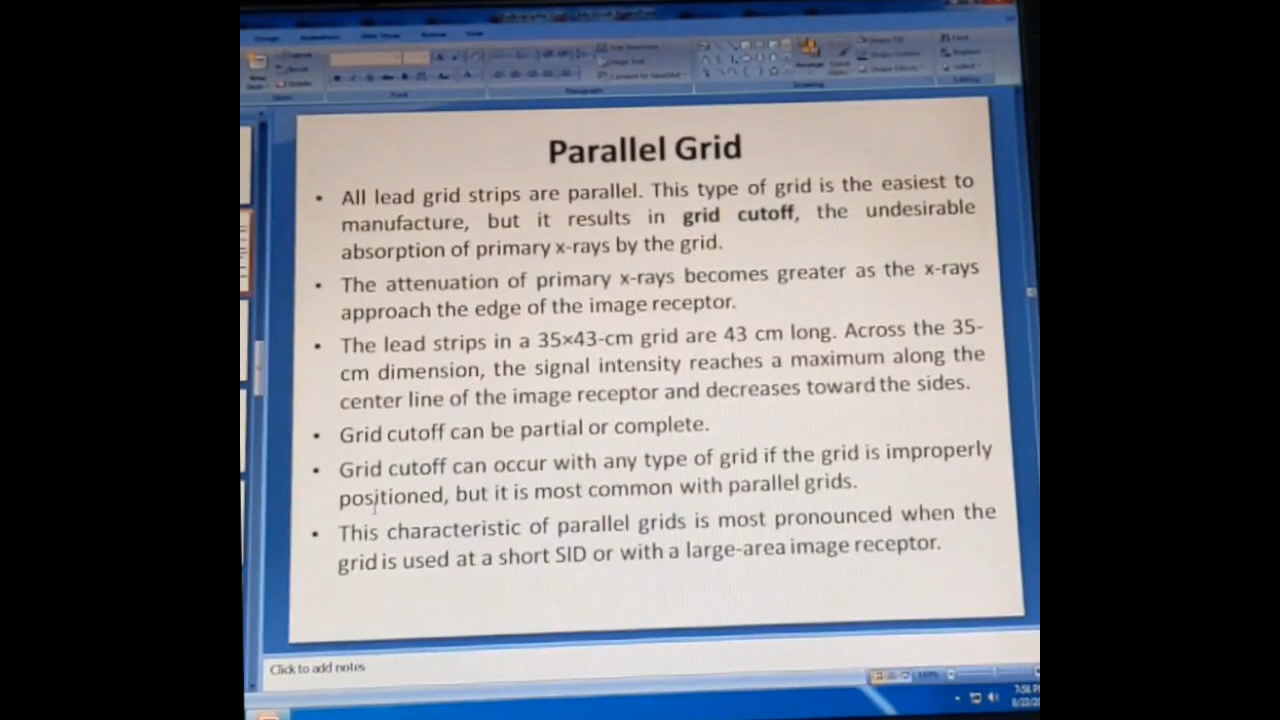 Parallel Grid
• All lead grid strips are parallel. This type of grid is the easiest to
manufacture, but it results in grid cutoff, the undesirable
absorption of primary x-rays by the grid.
• The attenuation of primary x-rays becomes greater as the x-rays
approach the edge of the image receptor.
• The lead strips in a 35×43-cm grid are 43 cm long. Across the 35-
cm dimension, the signal intensity reaches a maximum along the
center line of the image receptor and decreases toward the sides.
• Grid cutoff can be partial or complete.
• Grid cutoff can occur with any type of grid if the grid is improperly
positioned, but it is most common with parallel grids.
• This characteristic of parallel grids is most pronounced when the
grid is used at a short SID or with a large-area image receptor.
Click to add notes